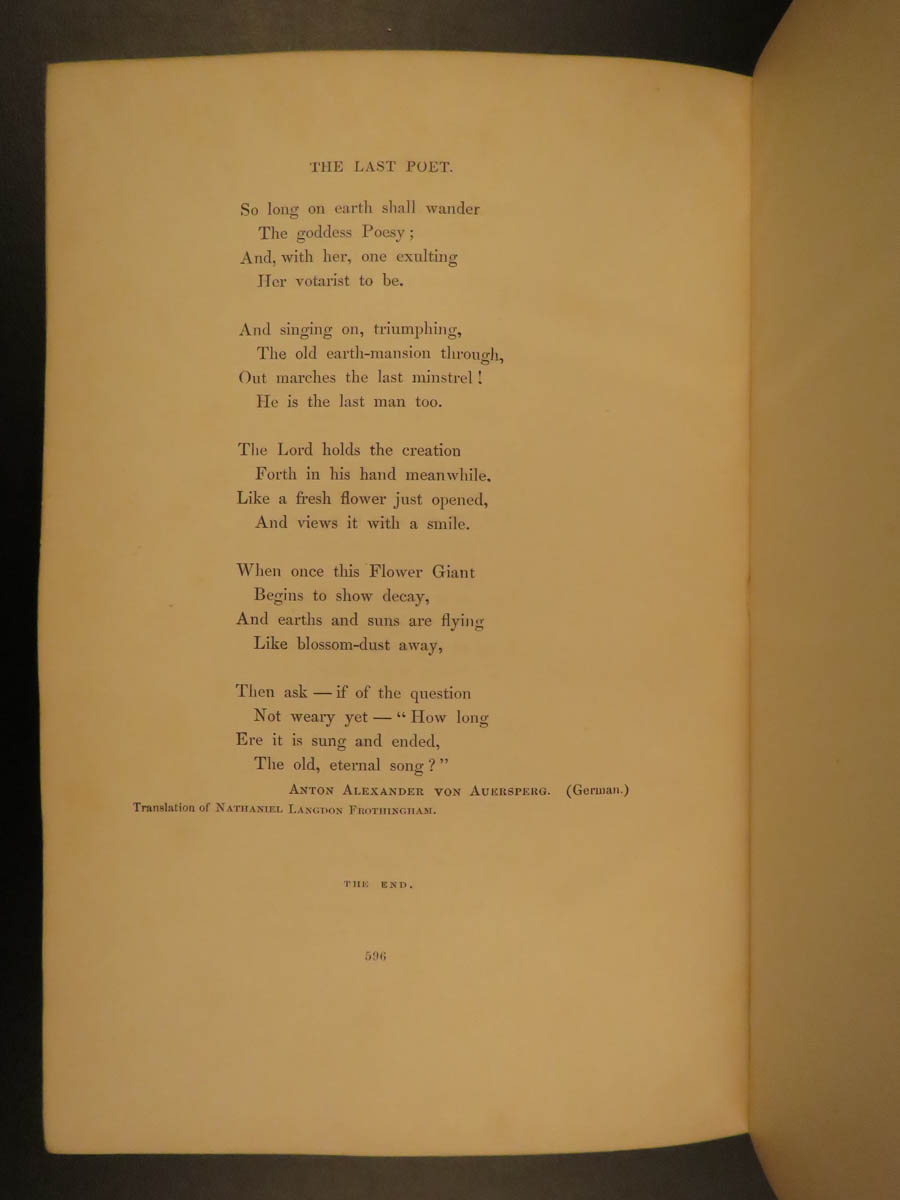 THE LAST POET.
So long on earth shall wander
The goddess Poesy;
And, with her, one exulting
Her votarist to be.
And singing on, triumphing,
The old earth-mansion through,
Out marches the last minstrel!
He is the last man too.
The Lord holds the creation
Forth in his hand meanwhile,
Like a fresh flower just opened,
And views it with a smile.
When once this Flower Giant
Begins to show decay,
And earths and suns are flying
Like blossom-dust away,
Then ask — if of the question
Not weary yet — “How long
Ere it is sung and ended,
The old, eternal song?”
ANTON ALEXANDER VON AUERSPERG. (German.)
Translation of NATHANIEL LANGDON FROTHINGHAM.
THE END.
596